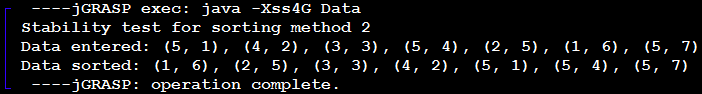 ----jGRASP exec: java -Xss4G Data
Stability test for sorting method 2
Data entered: (5, 1), (4, 2), (3, 3), (5, 4), (2, 5), (1, 6), (5, 7)
Data sorted: (1, 6), (2, 5), (3, 3), (4, 2), (5, 1), (5, 4), (5, 7)
----jGRASP: operation complete.